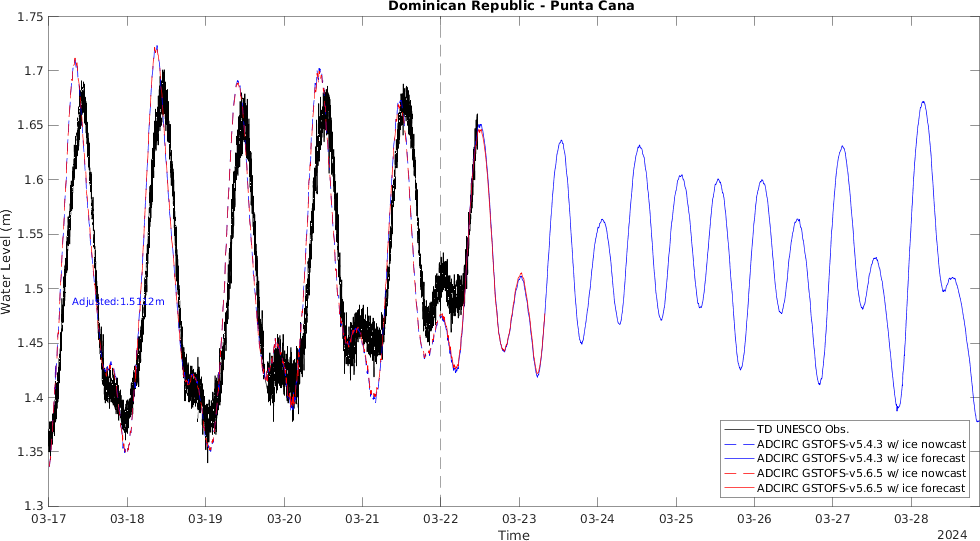 Dominican Republic - Punta Cana
1.75
1.7
1.65
1.6
1.55
1.5
1.45
1.4
1.35
1.3
Water Level (m)
Adjusted:1.5112m
TD UNESCO Obs.
ADCIRC GSTOFS-v5.4.3 w/ ice nowcast
ADCIRC GSTOFS-v5.4.3 w/ ice forecast
ADCIRC GSTOFS-v5.6.5 w/ ice nowcast
ADCIRC GSTOFS-v5.6.5 w/ ice forecast
03-17 03-18 03-19 03-20 03-21 03-22 03-23 03-24 03-25 03-26 03-27 03-28
Time
2024